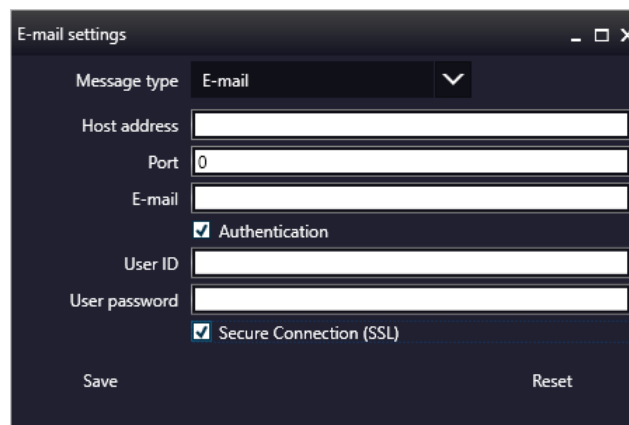 E-mail settings
Message type E-mail
Host address
Port 0
E-mail
Authentication
User ID
User password
Secure Connection (SSL)
Save Reset